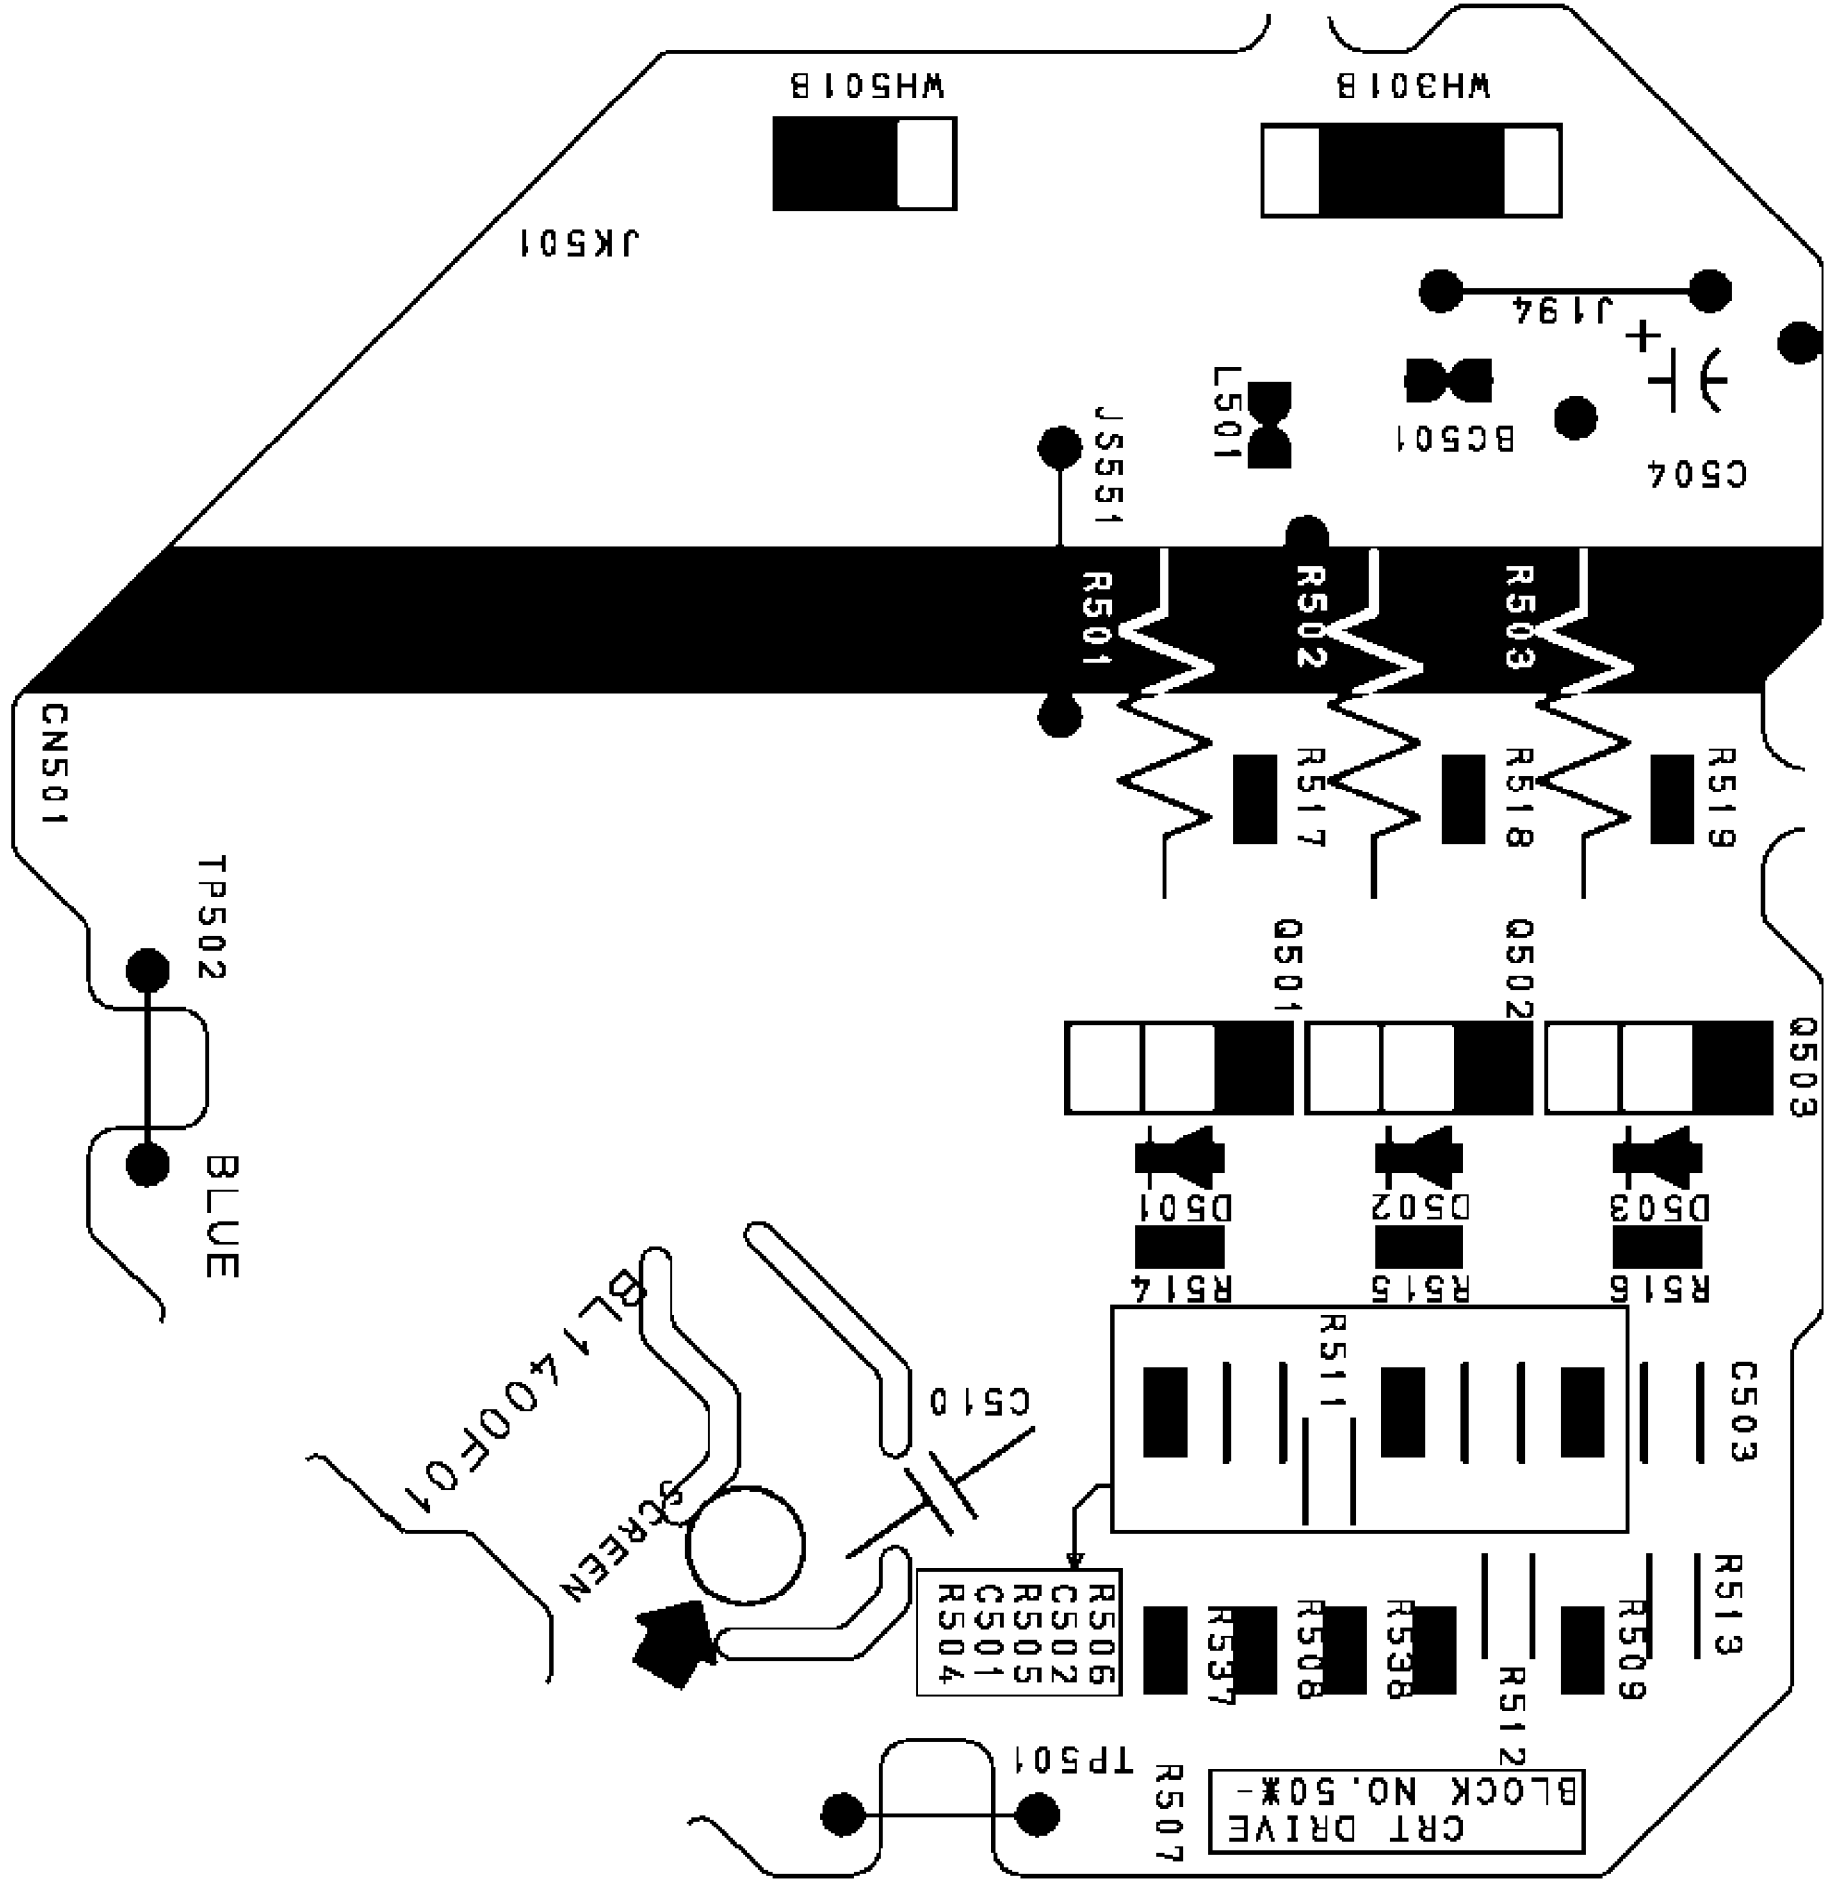 WH501B
WH301B
JK501
J194
+
L501
BC501
JS551
C504
R501
R502
R503
CN501
R517
R518
R519
TP502
Q501
Q502
Q503
BLUE
D501
D502
D503
R514
R515
R516
BL1400F01
R511
C510
C503
SCREEN
R506
C502
R505
C501
R504
R537
R508
R538
R509
R513
R512
TP501
R507
CRT DRIVE
BLOCK NO.50※-